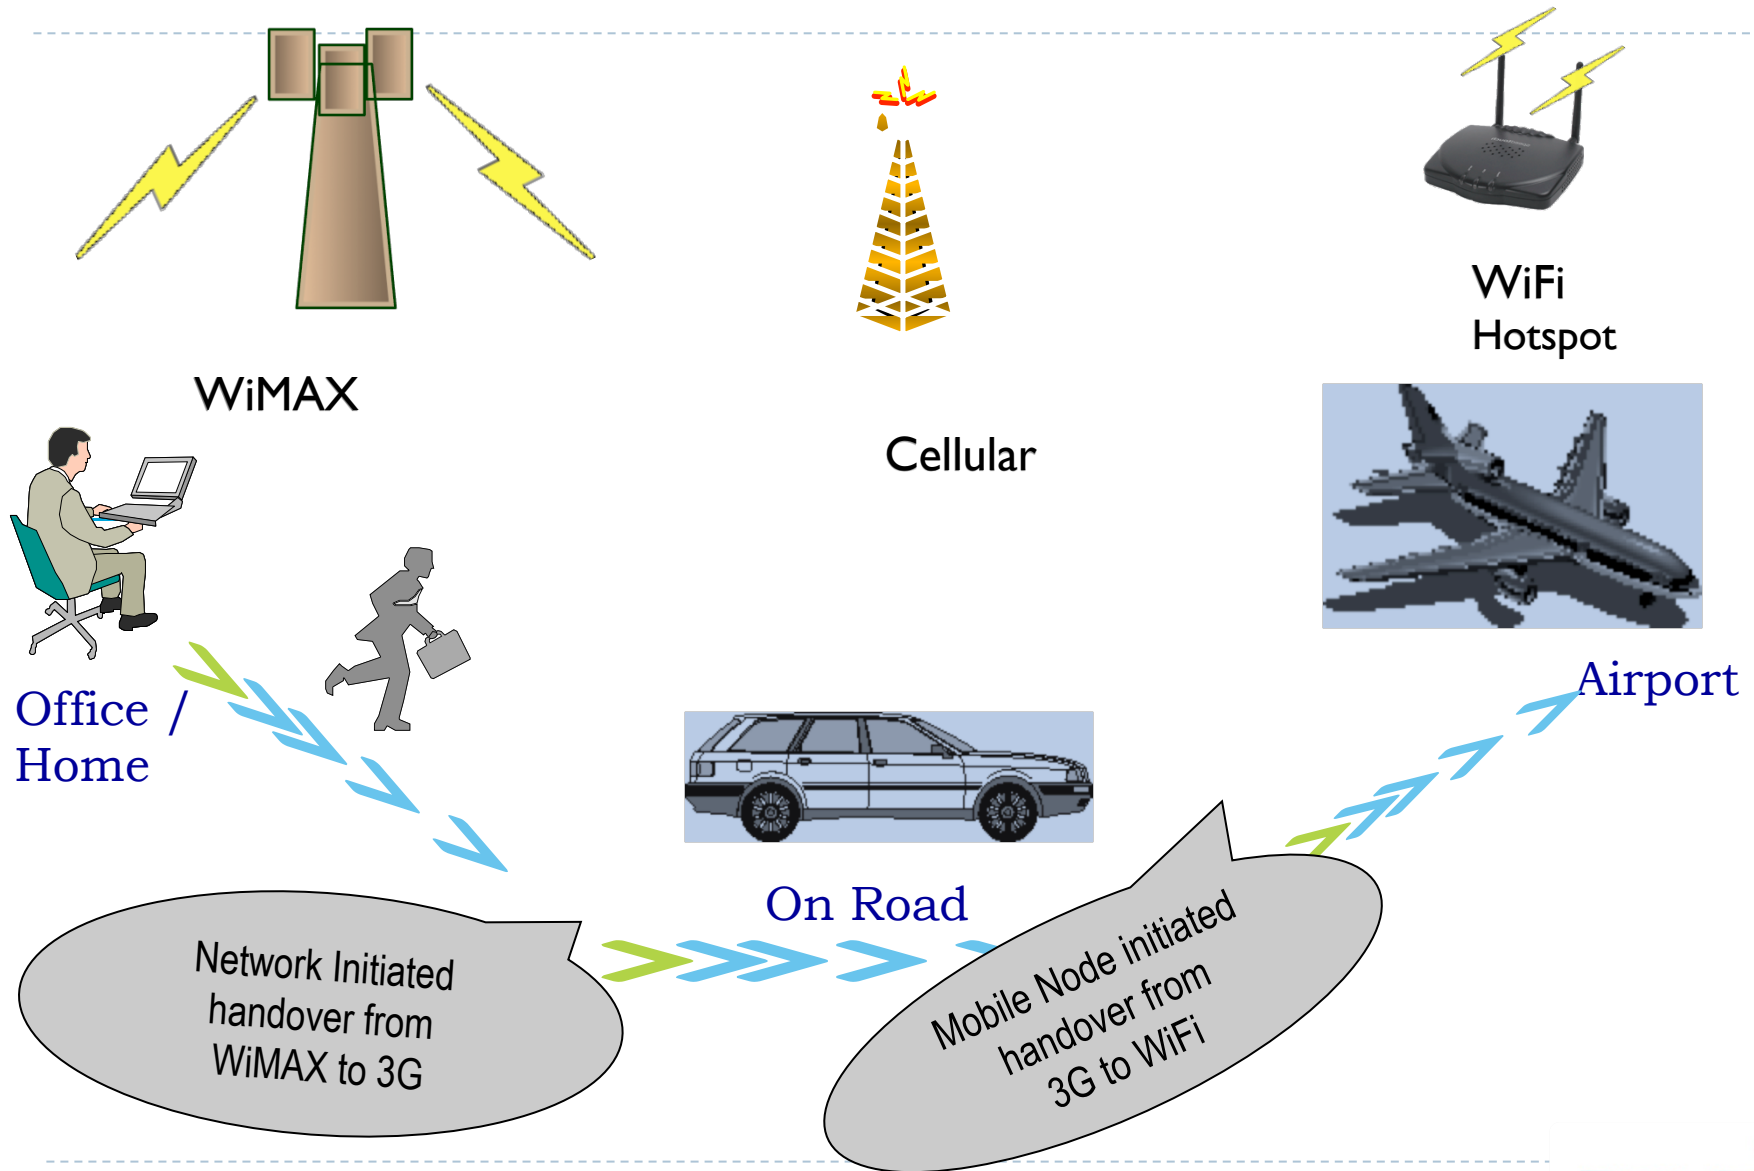 WiMAX
Cellular
WiFi
Hotspot
Office /
Home
On Road
Airport
Network Initiated
handover from
WiMAX to 3G
Mobile Node initiated
handover from
3G to WiFi